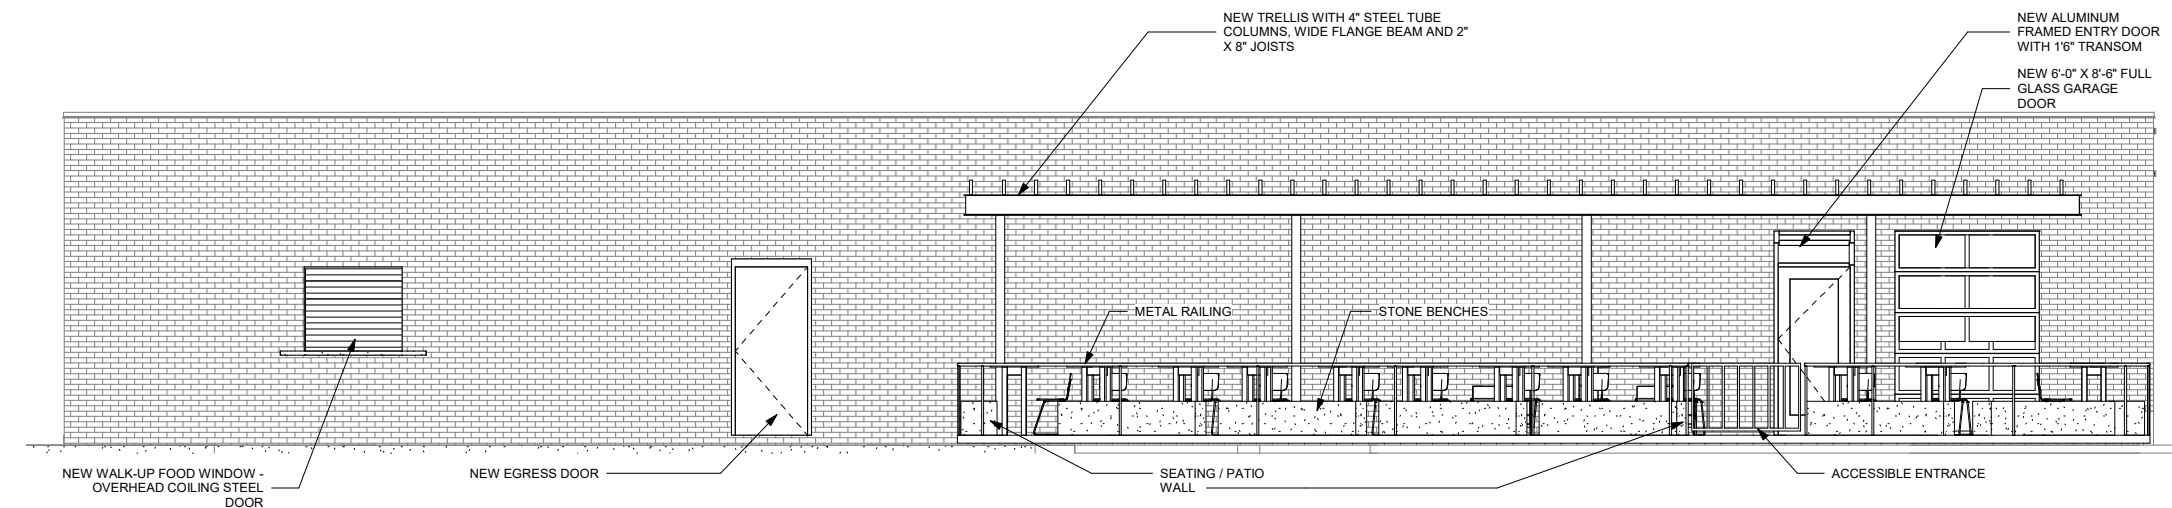 NEW TRELLIS WITH 4" STEEL TUBE
COLUMNS, WIDE FLANGE BEAM AND 2"
X 8" JOISTS
NEW ALUMINUM
FRAMED ENTRY DOOR
WITH 1'6" TRANSOM
NEW 6'-0" X 8'-6" FULL
GLASS GARAGE
DOOR
METAL RAILING
STONE BENCHES
NEW WALK-UP FOOD WINDOW -
OVERHEAD COILING STEEL
DOOR
NEW EGRESS DOOR
SEATING / PATIO
WALL
ACCESSIBLE ENTRANCE